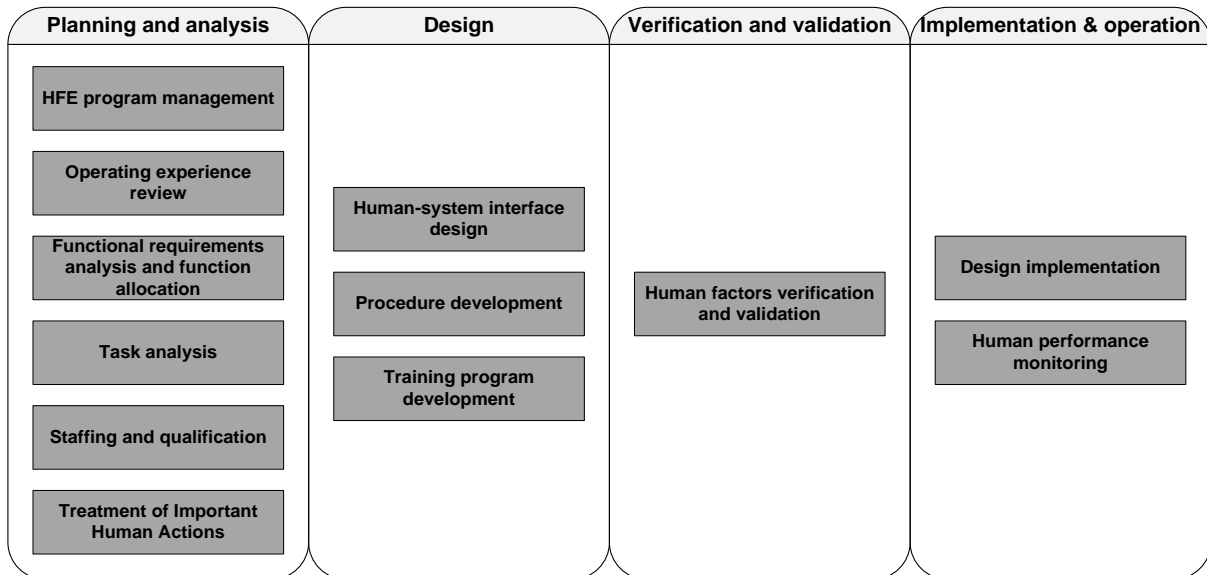 Planning and analysis
HFE program management
Operating experience
review
Functional requirements
analysis and function
allocation
Task analysis
Staffing and qualification
Treatment of Important
Human Actions
Design
Human-system interface
design
Procedure development
Training program
development
Verification and validation
Human factors verification
and validation
Implementation & operation
Design implementation
Human performance
monitoring